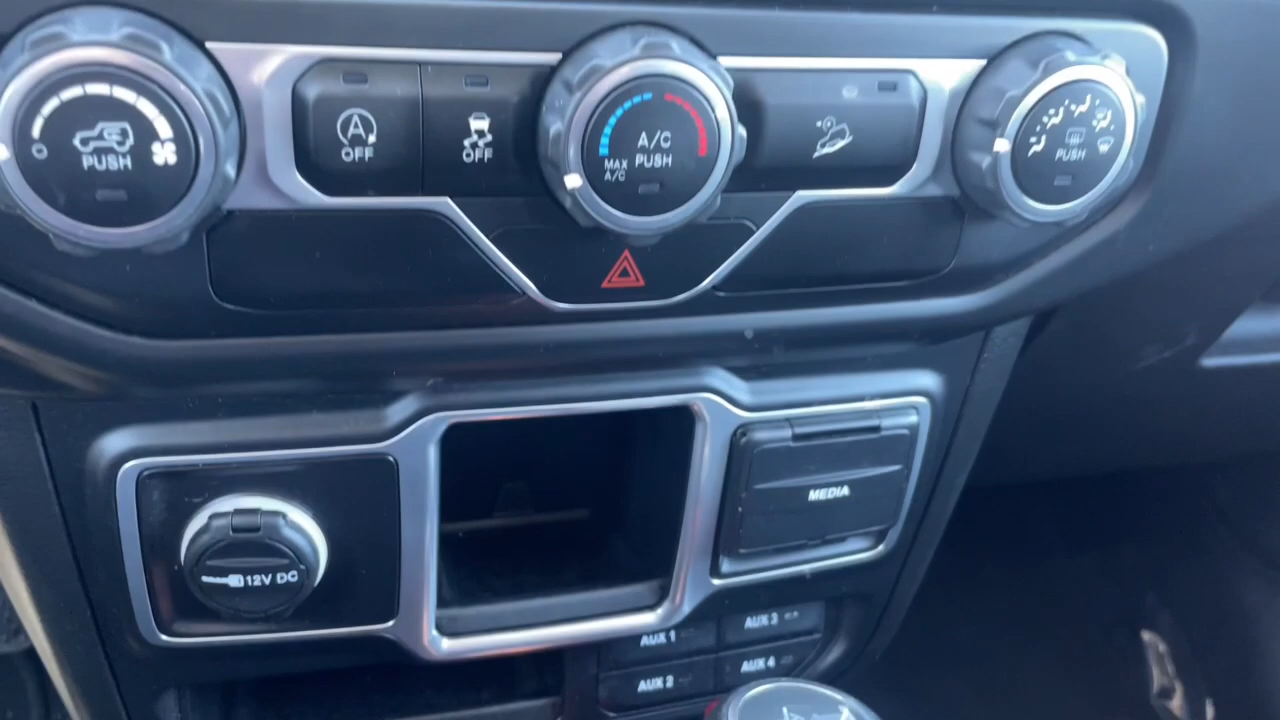 PUSH
A
OFF
OFF
A/C
PUSH
MAX
A/C
PUSH
12V DC
MEDIA
AUX 1
AUX 3
AUX 2
AUX 4